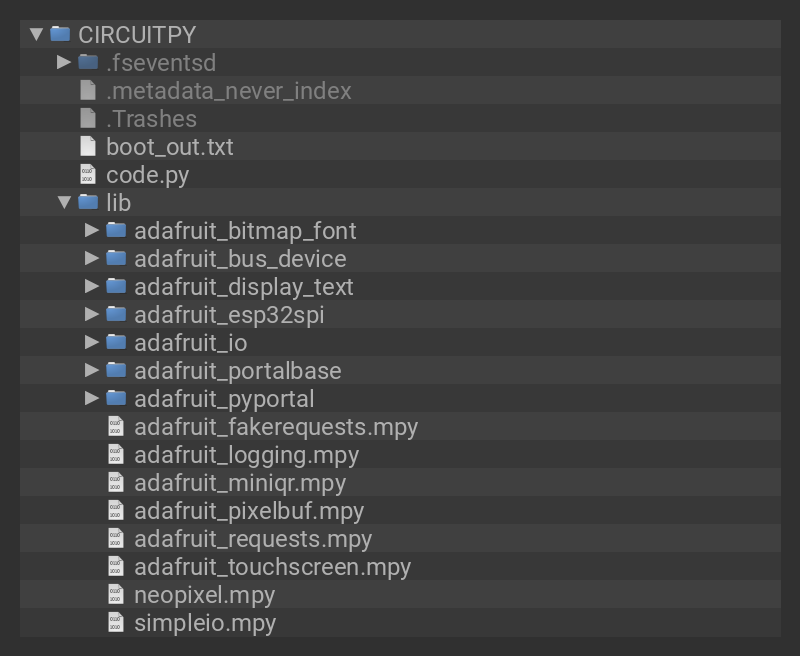 CIRCUITPY
.fseventsd
.metadata_never_index
.Trashes
boot_out.txt
code.py
lib
adafruit_bitmap_font
adafruit_bus_device
adafruit_display_text
adafruit_esp32spi
adafruit_io
adafruit_portalbase
adafruit_pyportal
adafruit_fakerequests.mpy
adafruit_logging.mpy
adafruit_miniqr.mpy
adafruit_pixelbuf.mpy
adafruit_requests.mpy
adafruit_touchscreen.mpy
neopixel.mpy
simpleio.mpy